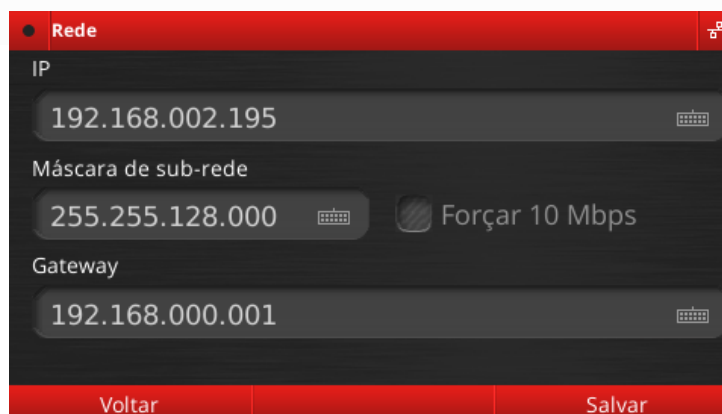 Rede
IP
192.168.002.195
Máscara de sub-rede
255.255.128.000
Forçar 10 Mbps
Gateway
192.168.000.001
Voltar
Salvar